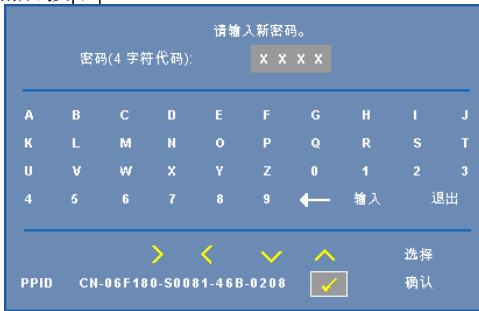 请输入新密码。
密码(4 字符代码): X X X X
A B C D E F G H I J
K L M N O P Q R S T
U V W X Y Z 0 1 2 3
4 5 6 7 8 9 输入 退出
选择
PPID CN-06F180-S0081-46B-0208 确认